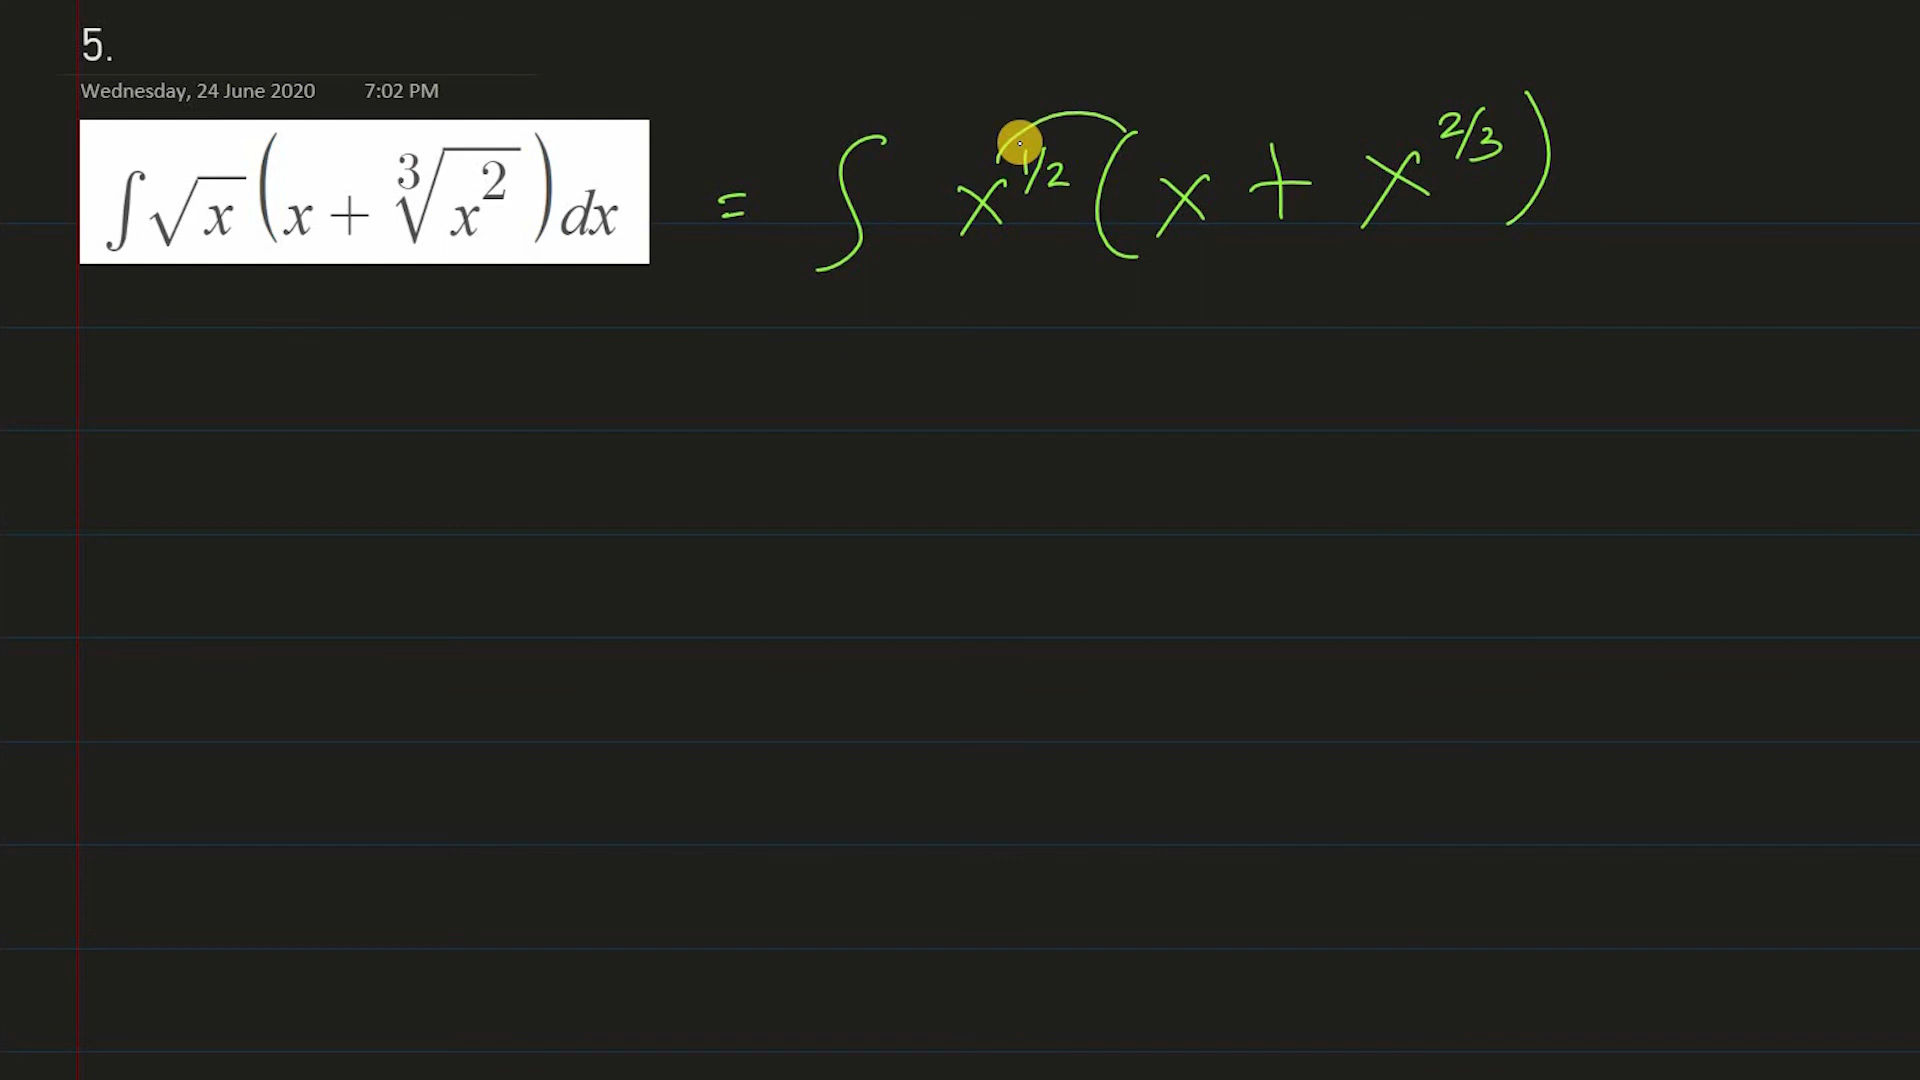 5.
Wednesday, 24 June 2020 7:02 PM
∫√x(x + ∛x²)dx = ∫ x^1/2 (x + x^2/3)